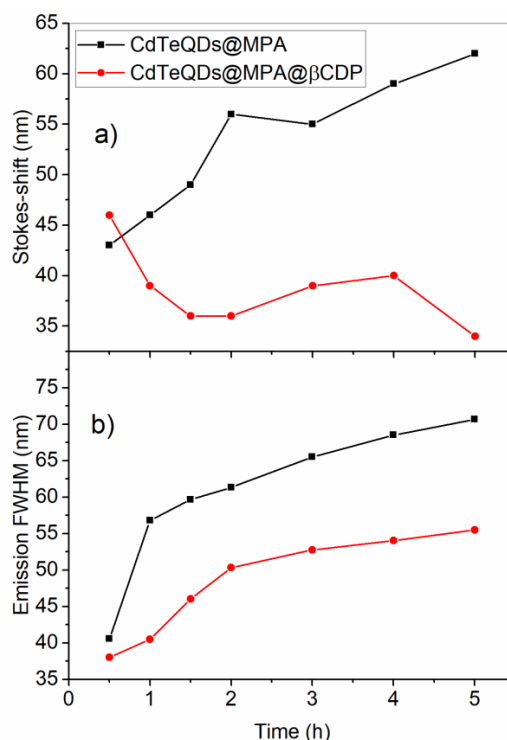 65
60
55
50
45
40
35
Stokes-shift (nm)
CdTeQDs@MPA
CdTeQDs@MPA@βCDP
a)
75
70
65
60
55
50
45
40
35
Emission FWHM (nm)
b)
0 1 2 3 4 5
Time (h)